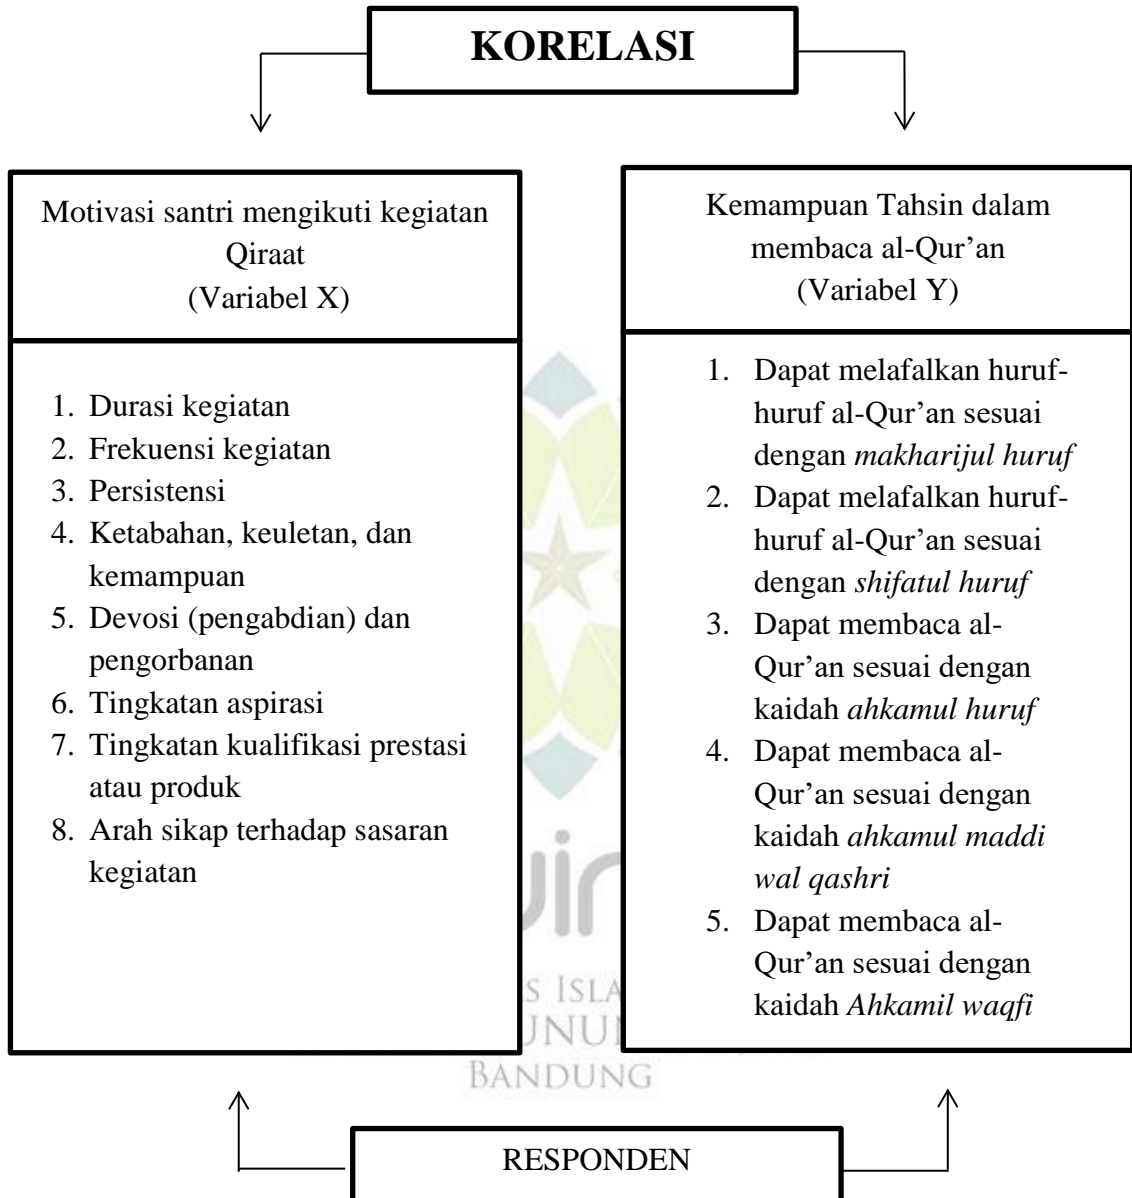 KORELASI
Motivasi santri mengikuti kegiatan
Qiraat
(Variabel X)
1. Durasi kegiatan
2. Frekuensi kegiatan
3. Persistensi
4. Ketabahan, keuletan, dan
kemampuan
5. Devosi (pengabdian) dan
pengorbanan
6. Tingkatan aspirasi
7. Tingkatan kualifikasi prestasi
atau produk
8. Arah sikap terhadap sasaran
kegiatan
Kemampuan Tahsin dalam
membaca al-Qur’an
(Variabel Y)
1. Dapat melafalkan huruf-
huruf al-Qur’an sesuai
dengan makharijul huruf
2. Dapat melafalkan huruf-
huruf al-Qur’an sesuai
dengan shifatul huruf
3. Dapat membaca al-
Qur’an sesuai dengan
kaidah ahkamul huruf
4. Dapat membaca al-
Qur’an sesuai dengan
kaidah ahkamul maddi
wal qashri
5. Dapat membaca al-
Qur’an sesuai dengan
kaidah Ahkamil waqfi
BANDUNG
RESPONDEN